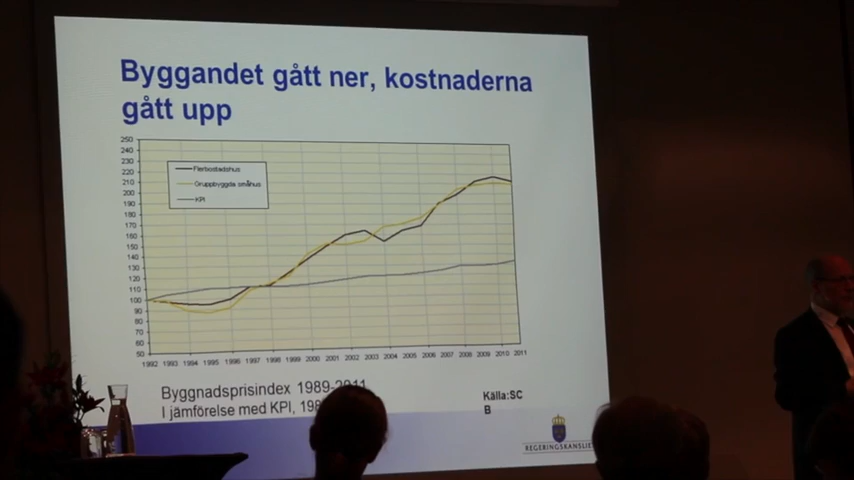 Byggandet gått ner, kostnaderna
gått upp
250
240
230
220
210
200
190
180
170
160
150
140
130
120
110
100
90
80
70
60
50
Flerbostadshus
Gruppbyggda småhus
KPI
1992 1993 1994 1995 1996 1997 1998 1999 2000 2001 2002 2003 2004 2005 2006 2007 2008 2009 2010 2011
Byggnadsprisindex 1989-2011
I jämförelse med KPI, 198
Källa:SC
B
REGERINGSKANSLIE